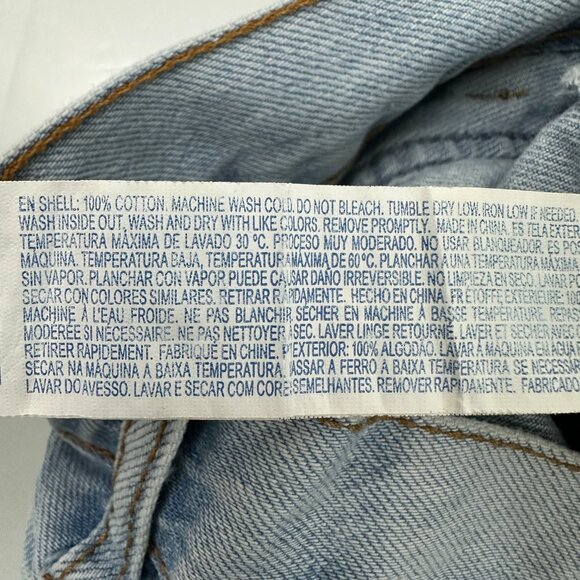 EN SHELL: 100% COTTON. MACHINE WASH COLD. DO NOT BLEACH. TUMBLE DRY LOW. IRON LOW IF NEEDED.
WASH INSIDE OUT, WASH AND DRY WITH LIKE COLORS. REMOVE PROMPTLY. MADE IN CHINA. ES TELA EXTER
TEMPERATURA MÁXIMA DE LAVADO 30 °C. PROCESO MUY MODERADO. NO USAR BLANQUEADOR. ES PO
MÁQUINA. TEMPERATURA BAJA, TEMPERATURA MÁXIMA DE 60 °C. PLANCHAR A UNA TEMPERATURA MÁXIMA
SIN VAPOR. PLANCHAR CON VAPOR PUEDE CAUSAR DAÑO IRREVERSIBLE. NO LIMPIEZA EN SECO. LAVAR
SECAR CON COLORES SIMILARES. RETIRAR RÁPIDAMENTE. HECHO EN CHINA. FR ÉTOFFE EXTÉRIEURE: 10
MACHINE À L'EAU FROIDE. NE PAS BLANCHIR. SÉCHER EN MACHINE À BASSE TEMPÉRATURE. REPAS
MODÉRÉE SI NÉCESSAIRE. NE PAS NETTOYER À SEC. LAVER LINGE RETOURNÉ. LAVER ET SÉCHER AVEC
RETIRER RAPIDEMENT. FABRIQUÉ EN CHINE. P EXTERIOR: 100% ALGODÃO. LAVAR À MÁQUINA EM ÁGUA F
SECAR NA MÁQUINA A BAIXA TEMPERATURA. PASSAR A FERRO A BAIXA TEMPERATURA SE NECESSÁR
LAVAR DO AVESSO. LAVAR E SECAR COM CORES SEMELHANTES. REMOVER RAPIDAMENTE. FABRICADO